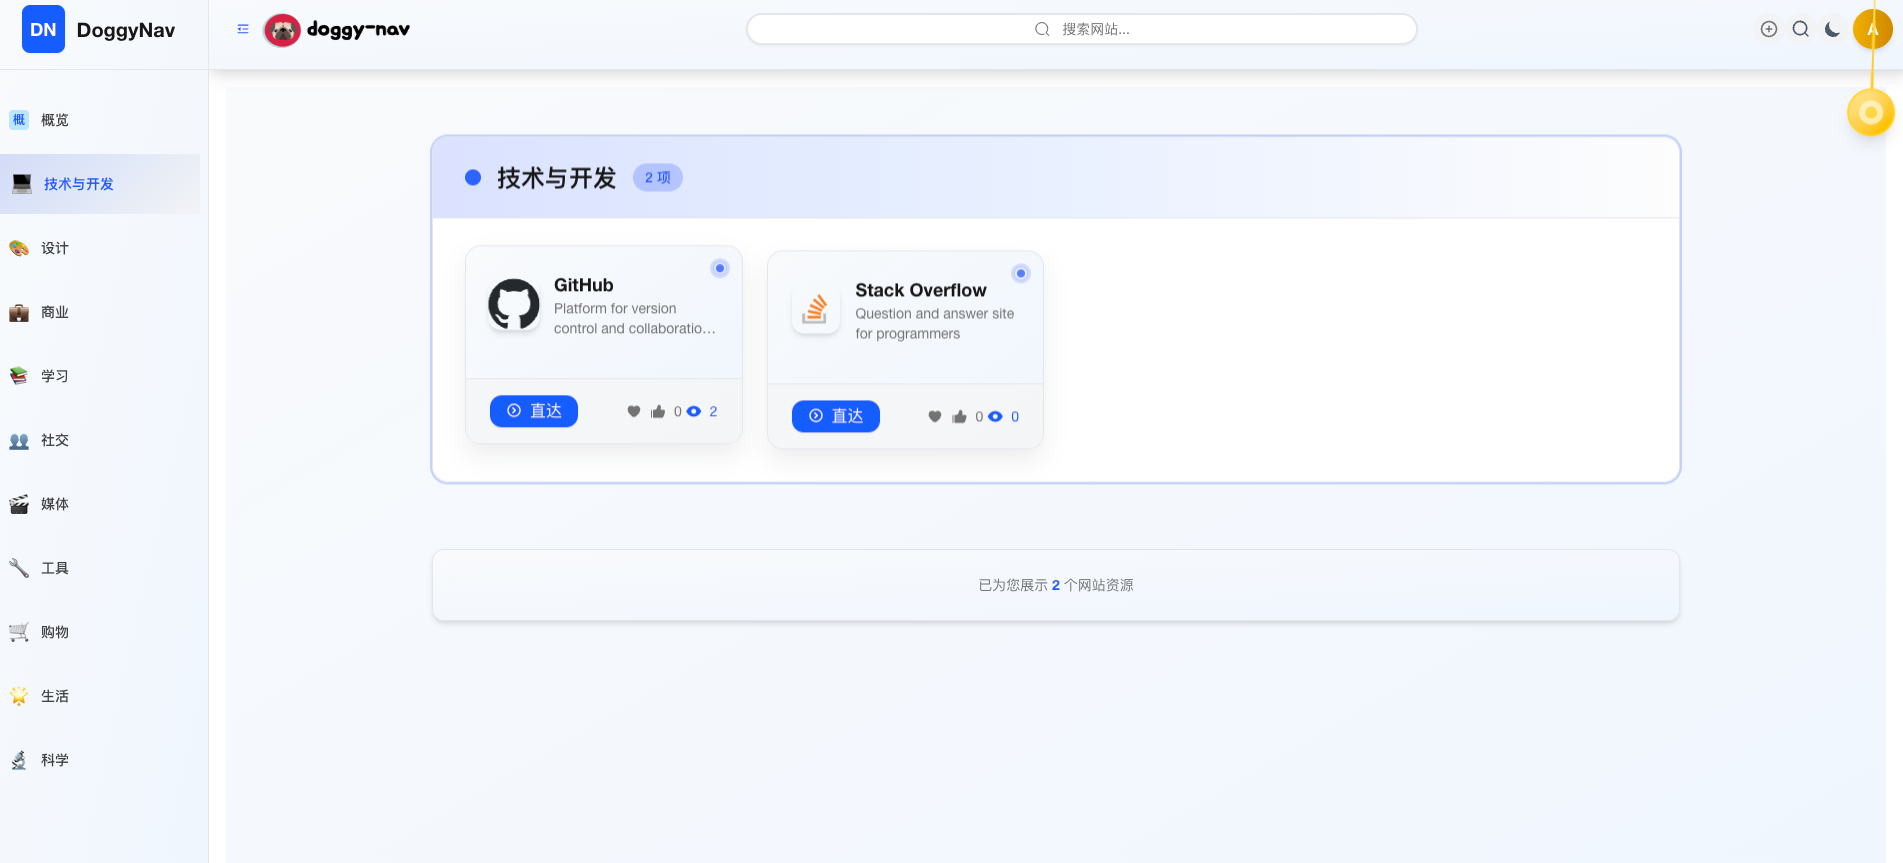 DN DoggyNav
doggy-nav
搜索网站...
A
概 概览
技术与开发
设计
商业
学习
社交
媒体
工具
购物
生活
科学
技术与开发 2 项
GitHub
Platform for version
control and collaboratio...
直达 0 2
Stack Overflow
Question and answer site
for programmers
直达 0 0
已为您展示 2 个网站资源